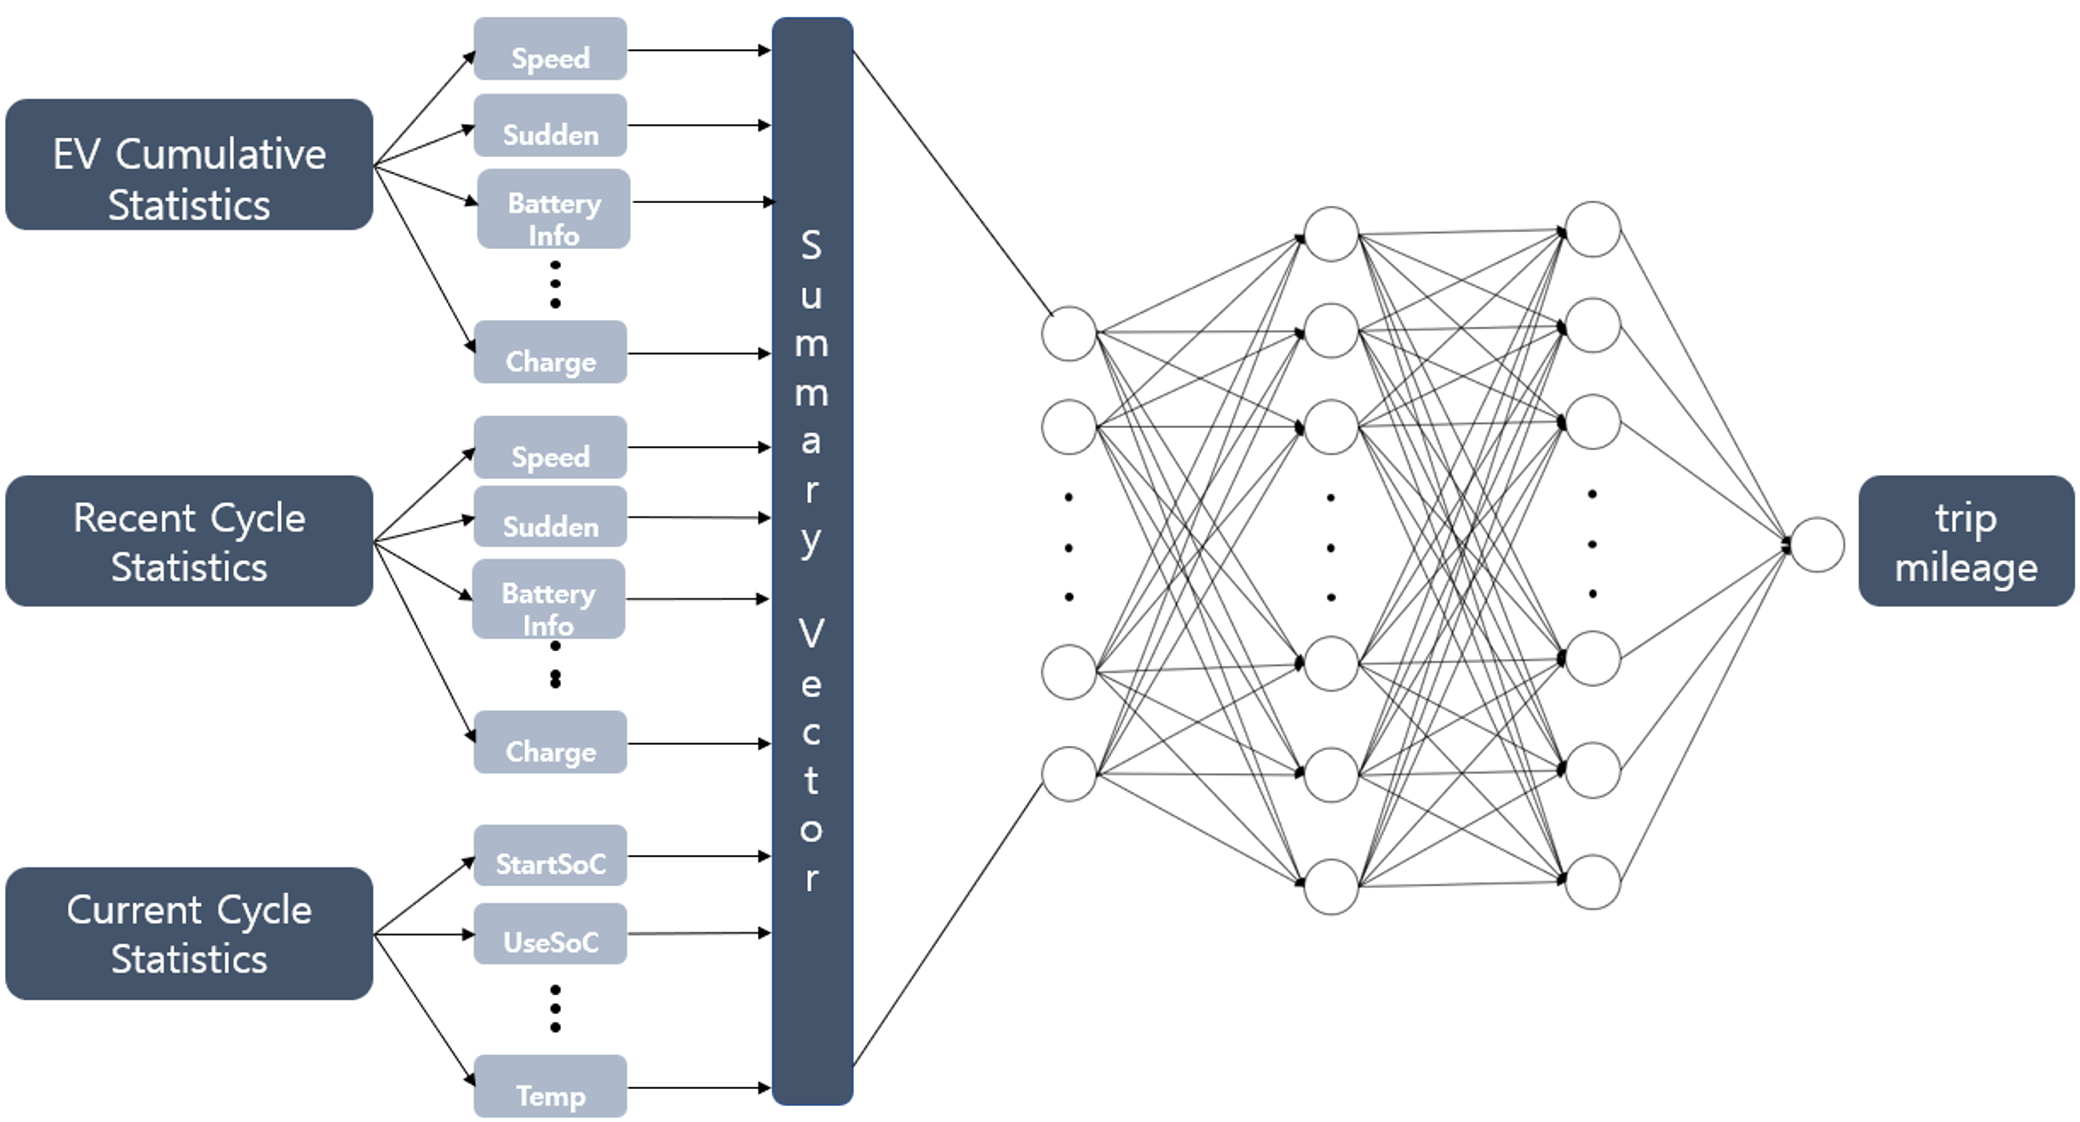 EV Cumulative
Statistics
Speed
Sudden
Battery
Info
Charge
Recent Cycle
Statistics
Speed
Sudden
Battery
Info
Charge
Current Cycle
Statistics
StartSoC
UseSoC
Temp
Summary Vector
trip
mileage